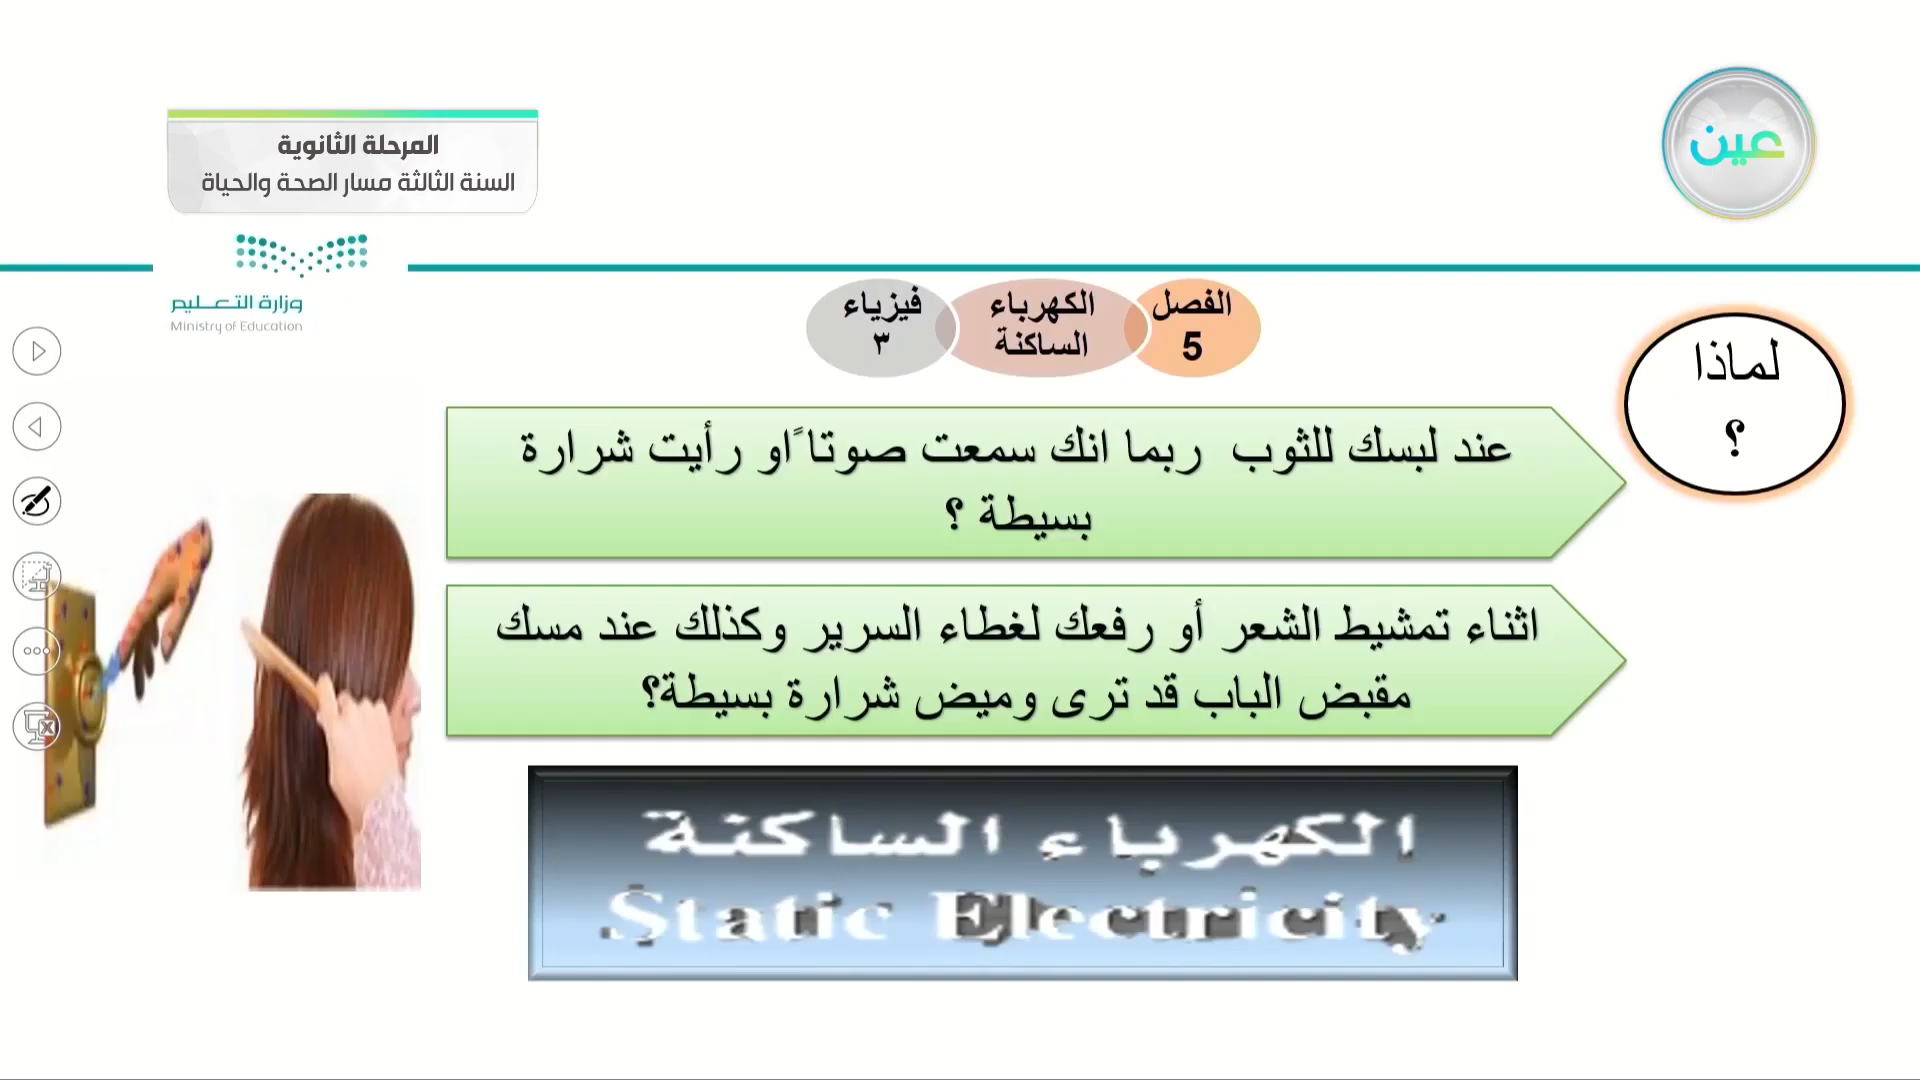 المرحلة الثانوية
السنة الثالثة مسار الصحة والحياة
عين
وزارة التعـــليم
Ministry of Education
الفصل
5
الكهرباء
الساكنة
فيزياء
٣
لماذا
؟
عند لبسك للثوب ربما انك سمعت صوتا ًاو رأيت شرارة
بسيطة ؟
اثناء تمشيط الشعر أو رفعك لغطاء السرير وكذلك عند مسك
مقبض الباب قد ترى وميض شرارة بسيطة؟
الكهرباء الساكنة
Static Electricity